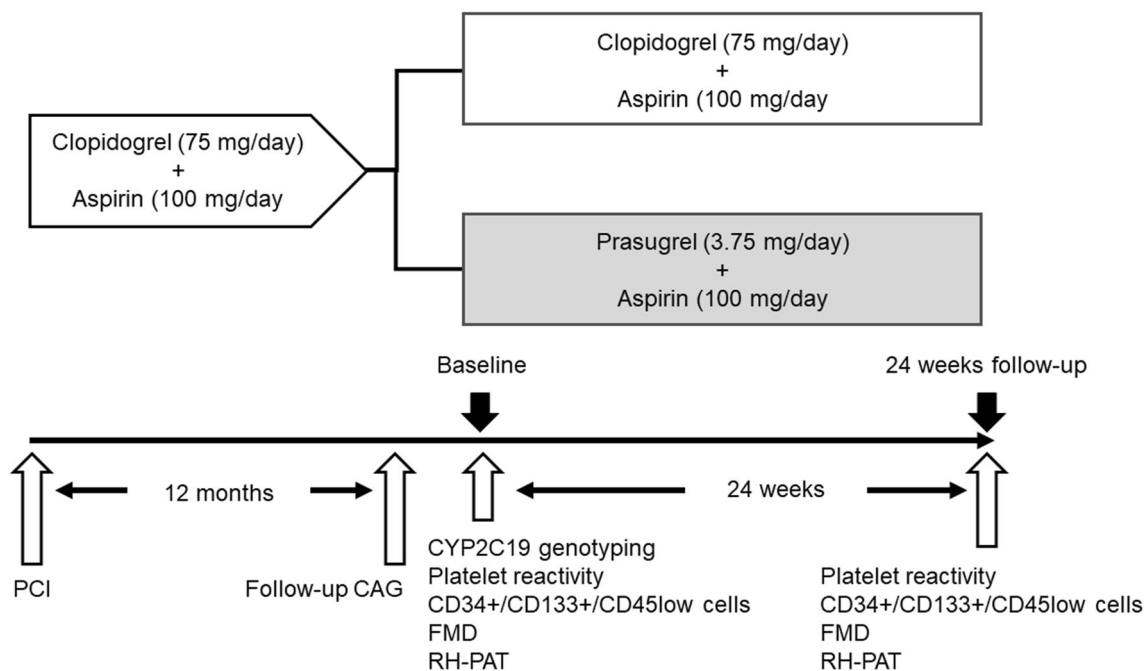 Clopidogrel (75 mg/day)
+
Aspirin (100 mg/day
Clopidogrel (75 mg/day)
+
Aspirin (100 mg/day
Prasugrel (3.75 mg/day)
+
Aspirin (100 mg/day
Baseline
24 weeks follow-up
12 months
24 weeks
PCI
Follow-up CAG
CYP2C19 genotyping
Platelet reactivity
CD34+/CD133+/CD45low cells
FMD
RH-PAT
Platelet reactivity
CD34+/CD133+/CD45low cells
FMD
RH-PAT